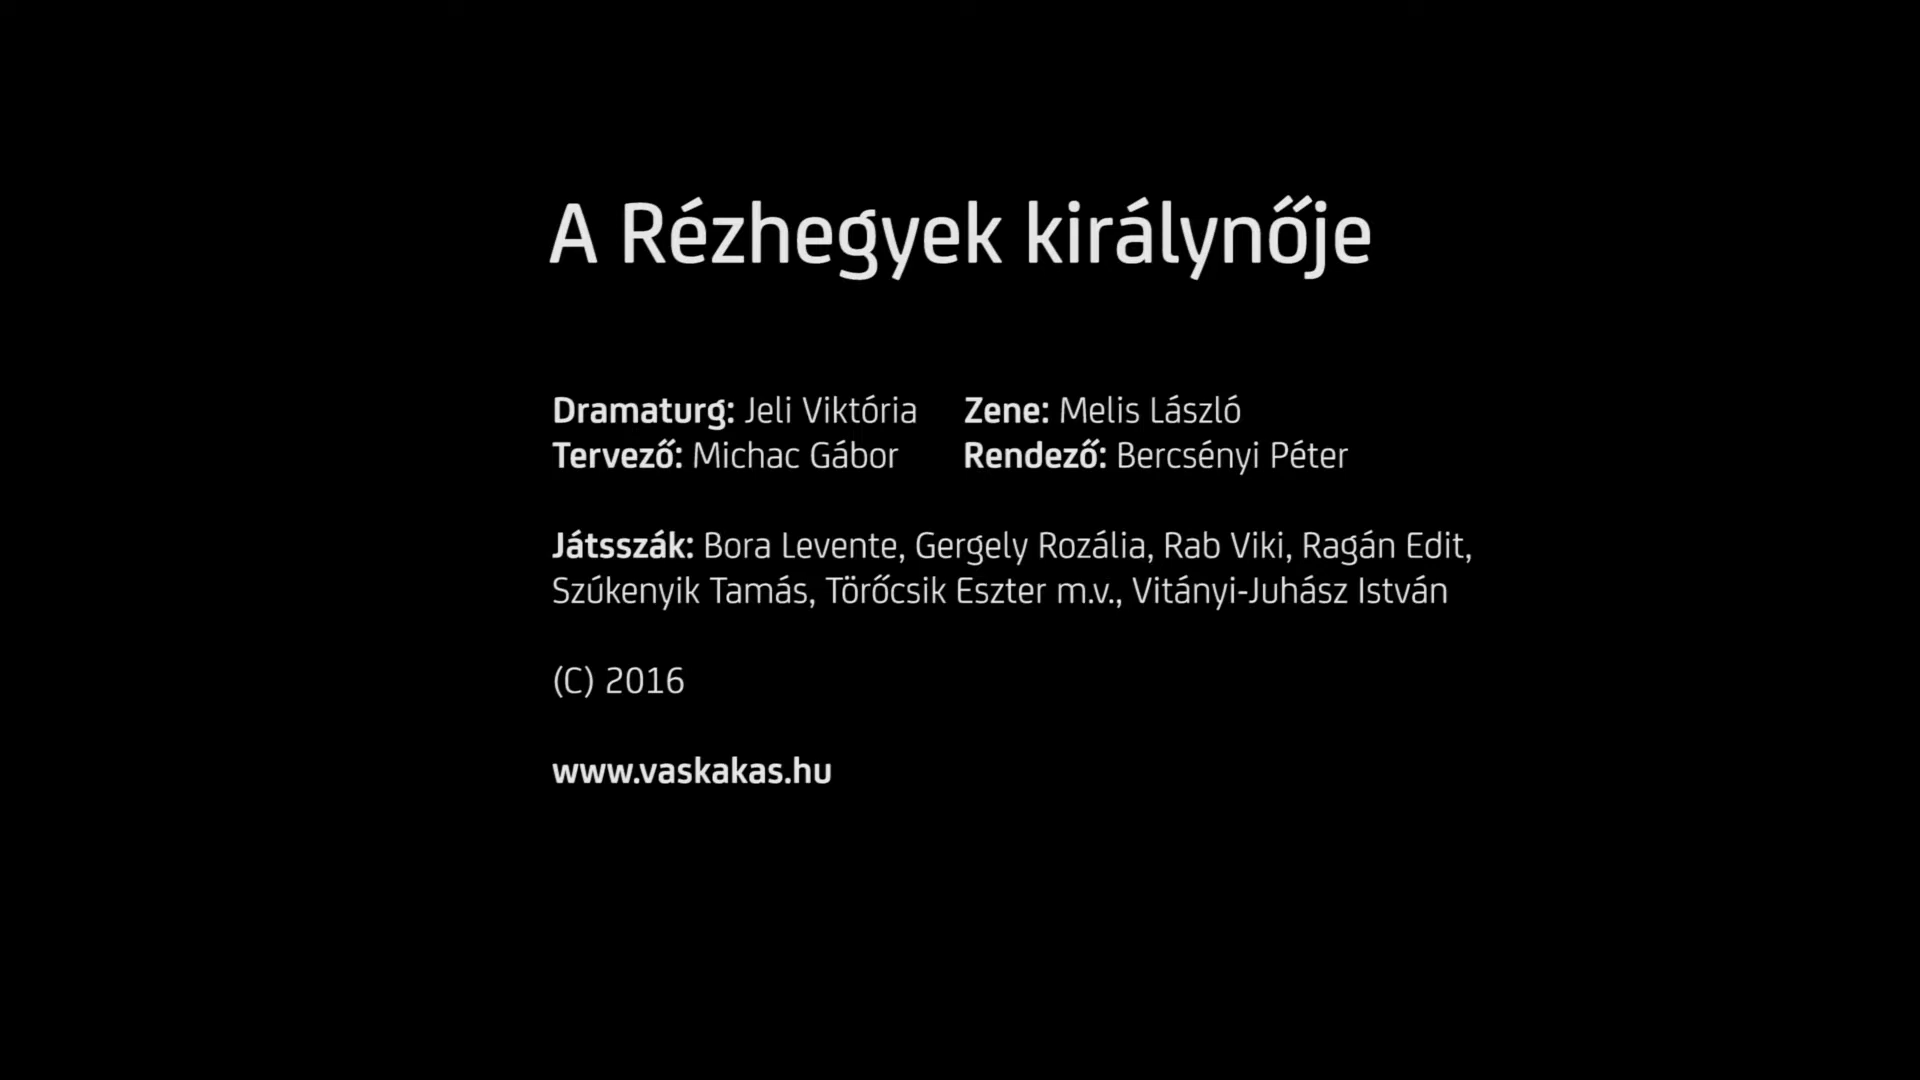 A Rézhegyek királynője
Dramaturg: Jeli Viktória Zene: Melis László
Tervező: Michac Gábor Rendező: Bercsényi Péter
Játsszák: Bora Levente, Gergely Rozália, Rab Viki, Ragán Edit,
Szúkenyik Tamás, Törőcsik Eszter m.v., Vitányi-Juhász István
(C) 2016
www.vaskakas.hu